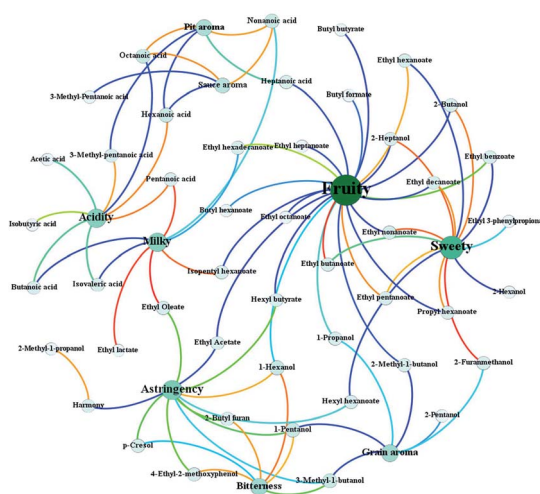 Nonanoic acid
Pit aroma
Butyl butyrate
Octanoic acid
Ethyl hexanoate
Sauce aroma
Heptanoic acid
3-Methyl-Pentanoic acid
Butyl formate
2-Butanol
Hexanoic acid
2-Heptanol
Ethyl hexaderanoate
Ethyl heptanoate
3-Methyl-pentanoic acid
Ethyl benzoate
Acetic acid
Pentanoic acid
Fruity
Ethyl decanoate
Buryl hexanoate
Ethyl octanoate
Isobutyric acid
Acidity
Ethyl 3-phenylpropion
Ethyl nonanoate
Milky
Sweety
Ethyl butanoate
Isopentyl hexanoate
Butanoic acid
Isovaleric acid
2-Hexanol
Hexyl butyrate
Ethyl pentanoate
Ethyl Oleate
Propyl hexanoate
1-Propanol
Ethyl Acetate
2-Methyl-1-propanol
Ethyl lactate
1-Hexanol
2-Methyl-1-butanol
2-Furanmethanol
Astringency
Harmony
Hexyl hexanoate
2-Butyl furan
2-Pentanol
1-Pentanol
p-Cresol
Grain aroma
4-Ethyl-2-methoxyphenol
3-Methyl-1-butanol
Bitterness